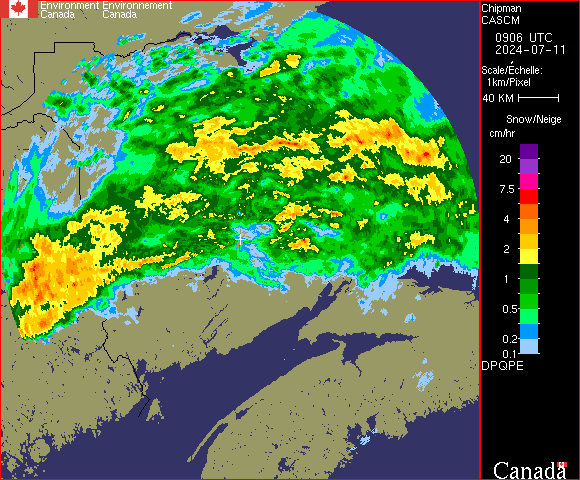 Environment Environnement
Canada Canada
Chipman
CASCM
0906 UTC
2024-07-11
Scale/Échelle:
1km/Pixel
40 KM
Snow/Neige
cm/hr
20
7.5
4
2
1
0.5
0.2
0.1
DPQPE
Canada